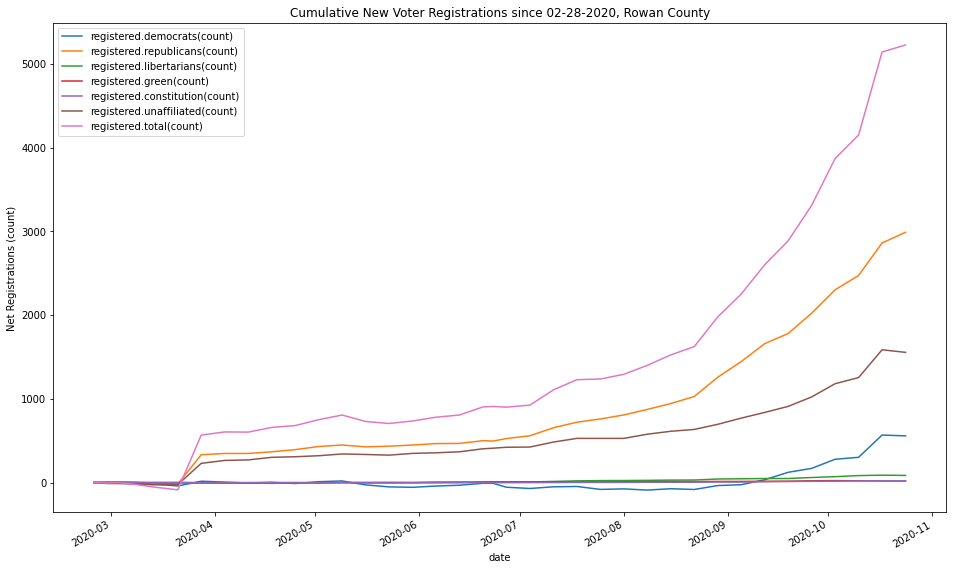 Cumulative New Voter Registrations since 02-28-2020, Rowan County
registered.democrats(count)
registered.republicans(count)
registered.libertarians(count)
registered.green(count)
registered.constitution(count)
registered.unaffiliated(count)
registered.total(count)
Net Registrations (count)
5000
4000
3000
2000
1000
0
2020-03
2020-04
2020-05
2020-06
2020-07
2020-08
2020-09
2020-10
2020-11
date